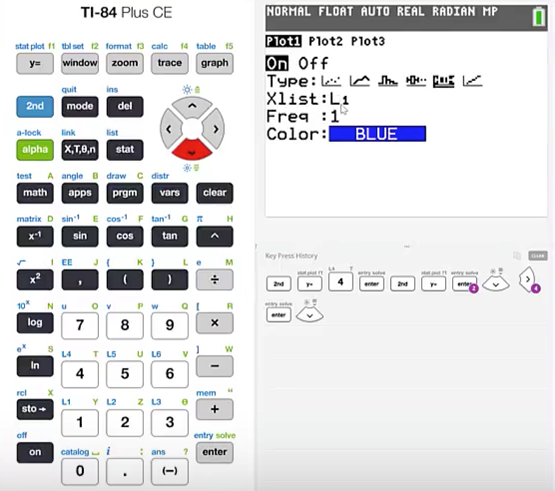 TI-84 Plus CE
stat plot f1 tbl set f2 format f3 calc f4 table f5
y= window zoom trace graph
quit ins
2nd mode del
a-lock link list
alpha X,T,θ,n stat
test A angle B draw C distr
math apps prgm vars clear
matrix D sin⁻¹ E cos⁻¹ F tan⁻¹ G π H
x⁻¹ sin cos tan ^
√ I EE J { K } L e M
x² , ( ) ÷
10ˣ N u O v P w Q [ R
log 7 8 9 ×
eˣ S L4 T L5 U L6 V ] W
ln 4 5 6 −
rcl X L1 Y L2 Z L3 θ mem "
sto→ 1 2 3 +
off catalog ⎵ i : ans ? entry solve
on 0 . (−) enter
NORMAL FLOAT AUTO REAL RADIAN MP
Plot1 Plot2 Plot3
On Off
Type:
Xlist:L₁
Freq :1
Color: BLUE
Key Press History
CLEAR
stat plot f1 L4 T entry solve stat plot f1 entry solve
2nd y= 4 enter 2nd y= enter 2 4
entry solve
enter